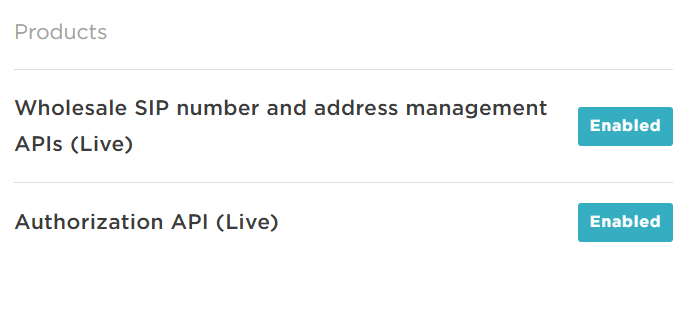 Products
Wholesale SIP number and address management
APIs (Live)
Enabled
Authorization API (Live)
Enabled